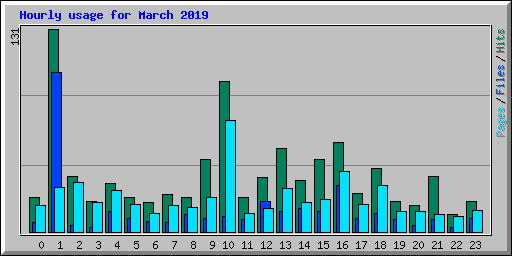 Hourly usage for March 2019
131
Pages/Files/Hits
0 1 2 3 4 5 6 7 8 9 10 11 12 13 14 15 16 17 18 19 20 21 22 23